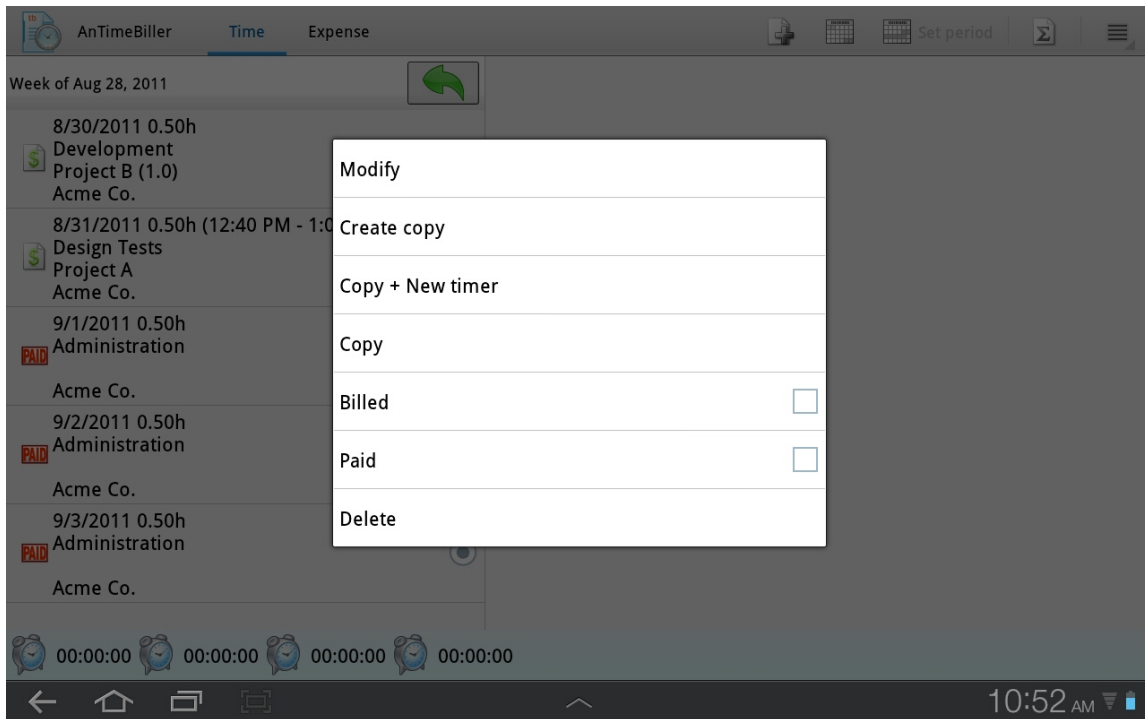 tb
AnTimeBiller Time Expense Set period Σ
Week of Aug 28, 2011
8/30/2011 0.50h
Development
$ Project B (1.0)
Acme Co.
8/31/2011 0.50h (12:40 PM - 1:0
Design Tests
$ Project A
Acme Co.
9/1/2011 0.50h
PAID Administration
Acme Co.
9/2/2011 0.50h
PAID Administration
Acme Co.
9/3/2011 0.50h
PAID Administration
Acme Co.
Modify
Create copy
Copy + New timer
Copy
Billed
Paid
Delete
00:00:00 00:00:00 00:00:00 00:00:00
10:52 AM